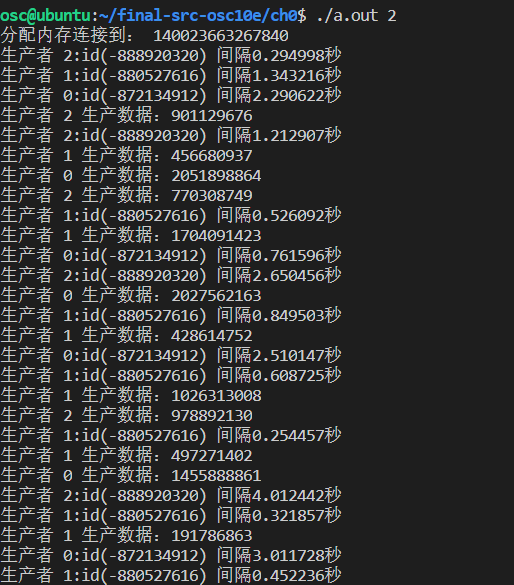 osc@ubuntu:~/final-src-osc10e/ch0$ ./a.out 2
分配内存连接到： 140023663267840
生产者 2:id(-888920320) 间隔0.294998秒
生产者 1:id(-880527616) 间隔1.343216秒
生产者 0:id(-872134912) 间隔2.290622秒
生产者 2 生产数据：901129676
生产者 2:id(-888920320) 间隔1.212907秒
生产者 1 生产数据：456680937
生产者 0 生产数据：2051898864
生产者 2 生产数据：770308749
生产者 1:id(-880527616) 间隔0.526092秒
生产者 1 生产数据：1704091423
生产者 0:id(-872134912) 间隔0.761596秒
生产者 2:id(-888920320) 间隔2.650456秒
生产者 0 生产数据：2027562163
生产者 1:id(-880527616) 间隔0.849503秒
生产者 1 生产数据：428614752
生产者 0:id(-872134912) 间隔2.510147秒
生产者 1:id(-880527616) 间隔0.608725秒
生产者 1 生产数据：1026313008
生产者 2 生产数据：978892130
生产者 1:id(-880527616) 间隔0.254457秒
生产者 1 生产数据：497271402
生产者 0 生产数据：1455888861
生产者 2:id(-888920320) 间隔4.012442秒
生产者 1:id(-880527616) 间隔0.321857秒
生产者 1 生产数据：191786863
生产者 0:id(-872134912) 间隔3.011728秒
生产者 1:id(-880527616) 间隔0.452236秒